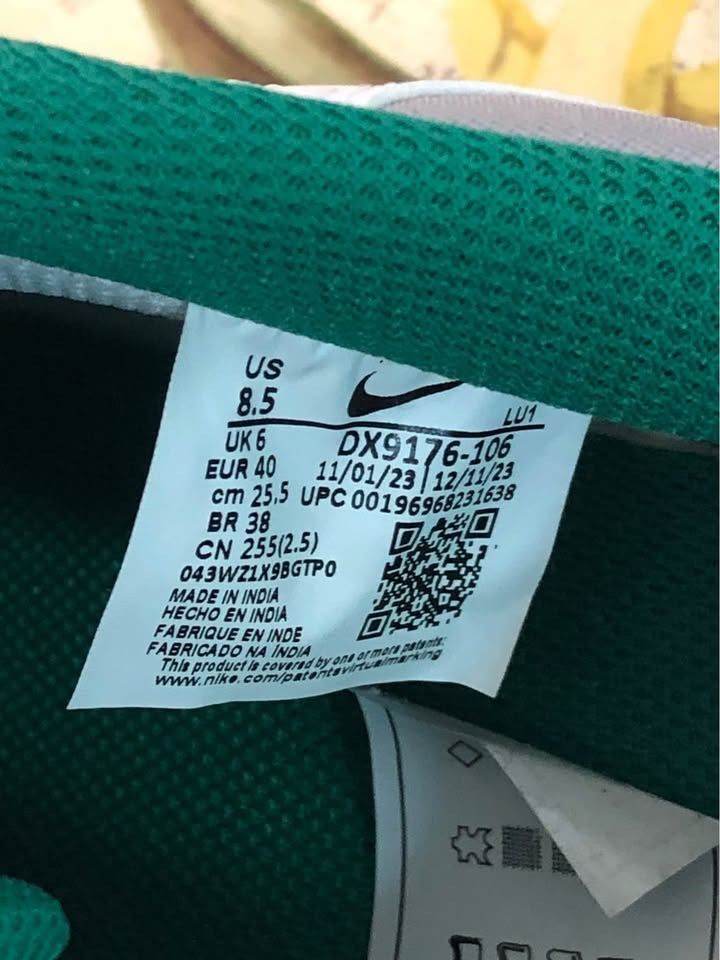 US
8.5
LU1
UK 6
DX9176-106
EUR 40
11/01/23 | 12/11/23
cm 25.5
UPC 00196968231638
BR 38
CN 255(2.5)
043WZ1X9BGTP0
MADE IN INDIA
HECHO EN INDIA
FABRIQUE EN INDE
FABRICADO NA ÍNDIA
This product is covered by one or more patents:
www.nike.com/patentsvirtualmarking